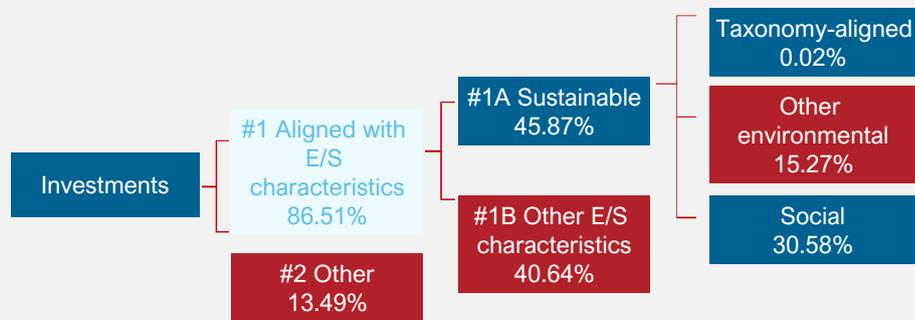 Investments
#1 Aligned with
E/S
characteristics
86.51%
#2 Other
13.49%
#1A Sustainable
45.87%
#1B Other E/S
characteristics
40.64%
Taxonomy-aligned
0.02%
Other
environmental
15.27%
Social
30.58%